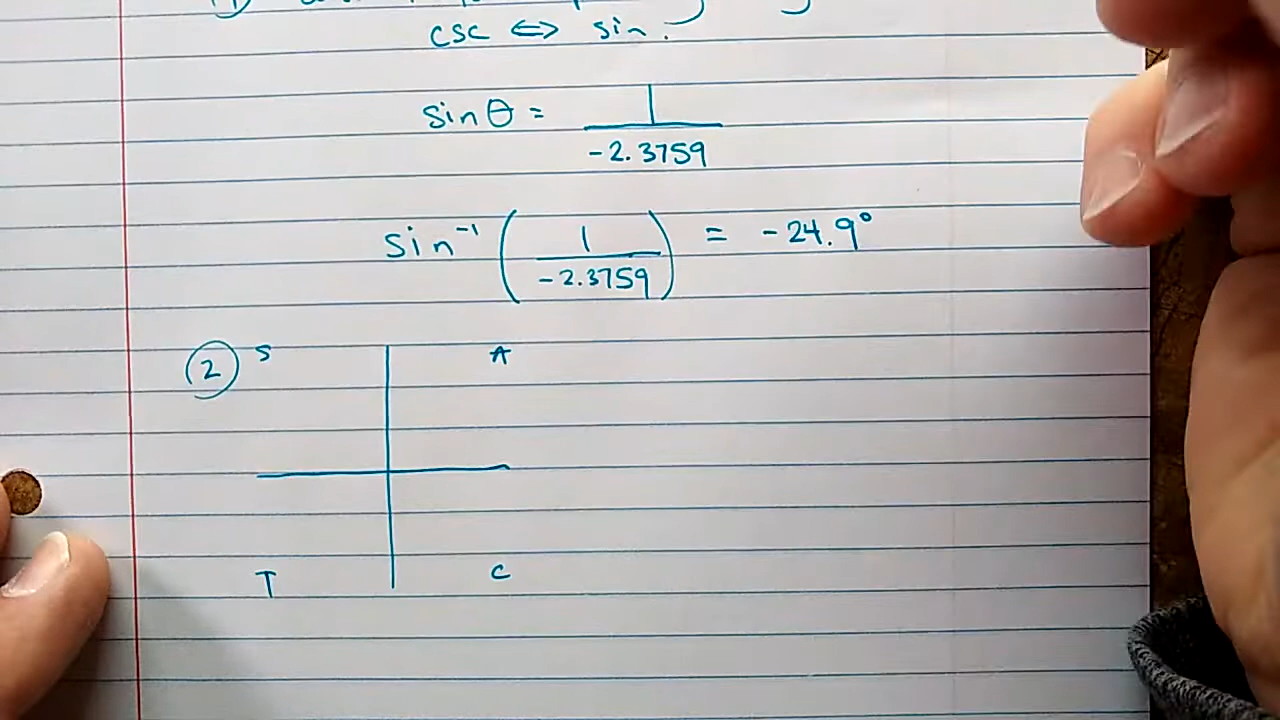 csc ⇔ sin.
sin θ = 1 / -2.3759
sin⁻¹ ( 1 / -2.3759 ) = -24.9°
② S A
T C